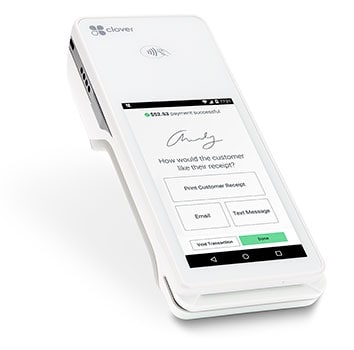 clover
$52.63 payment successful
Andy
How would the customer
like their receipt?
Print Customer Receipt
Email Text Message
Void Transaction Done